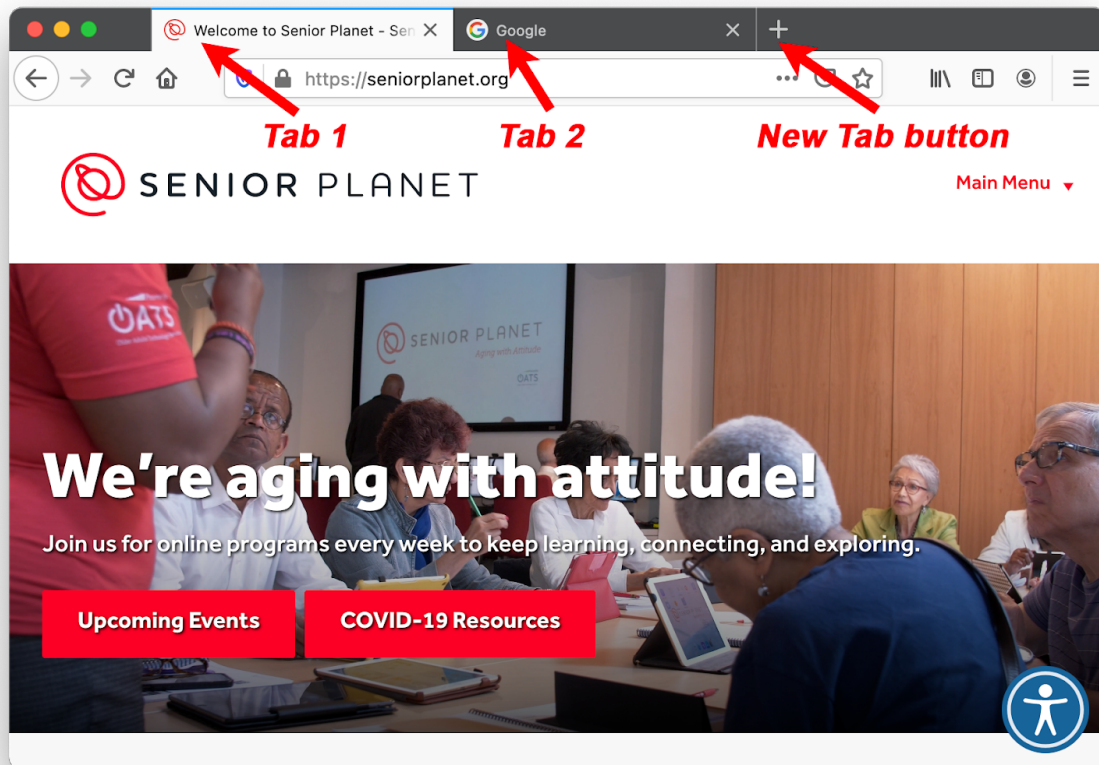 Welcome to Senior Planet - Sen
Google
https://seniorplanet.org
Tab 1
Tab 2
New Tab button
SENIOR PLANET
Main Menu
OATS
SENIOR PLANET
Aging with Attitude
OATS
We're aging with attitude!
Join us for online programs every week to keep learning, connecting, and exploring.
Upcoming Events
COVID-19 Resources